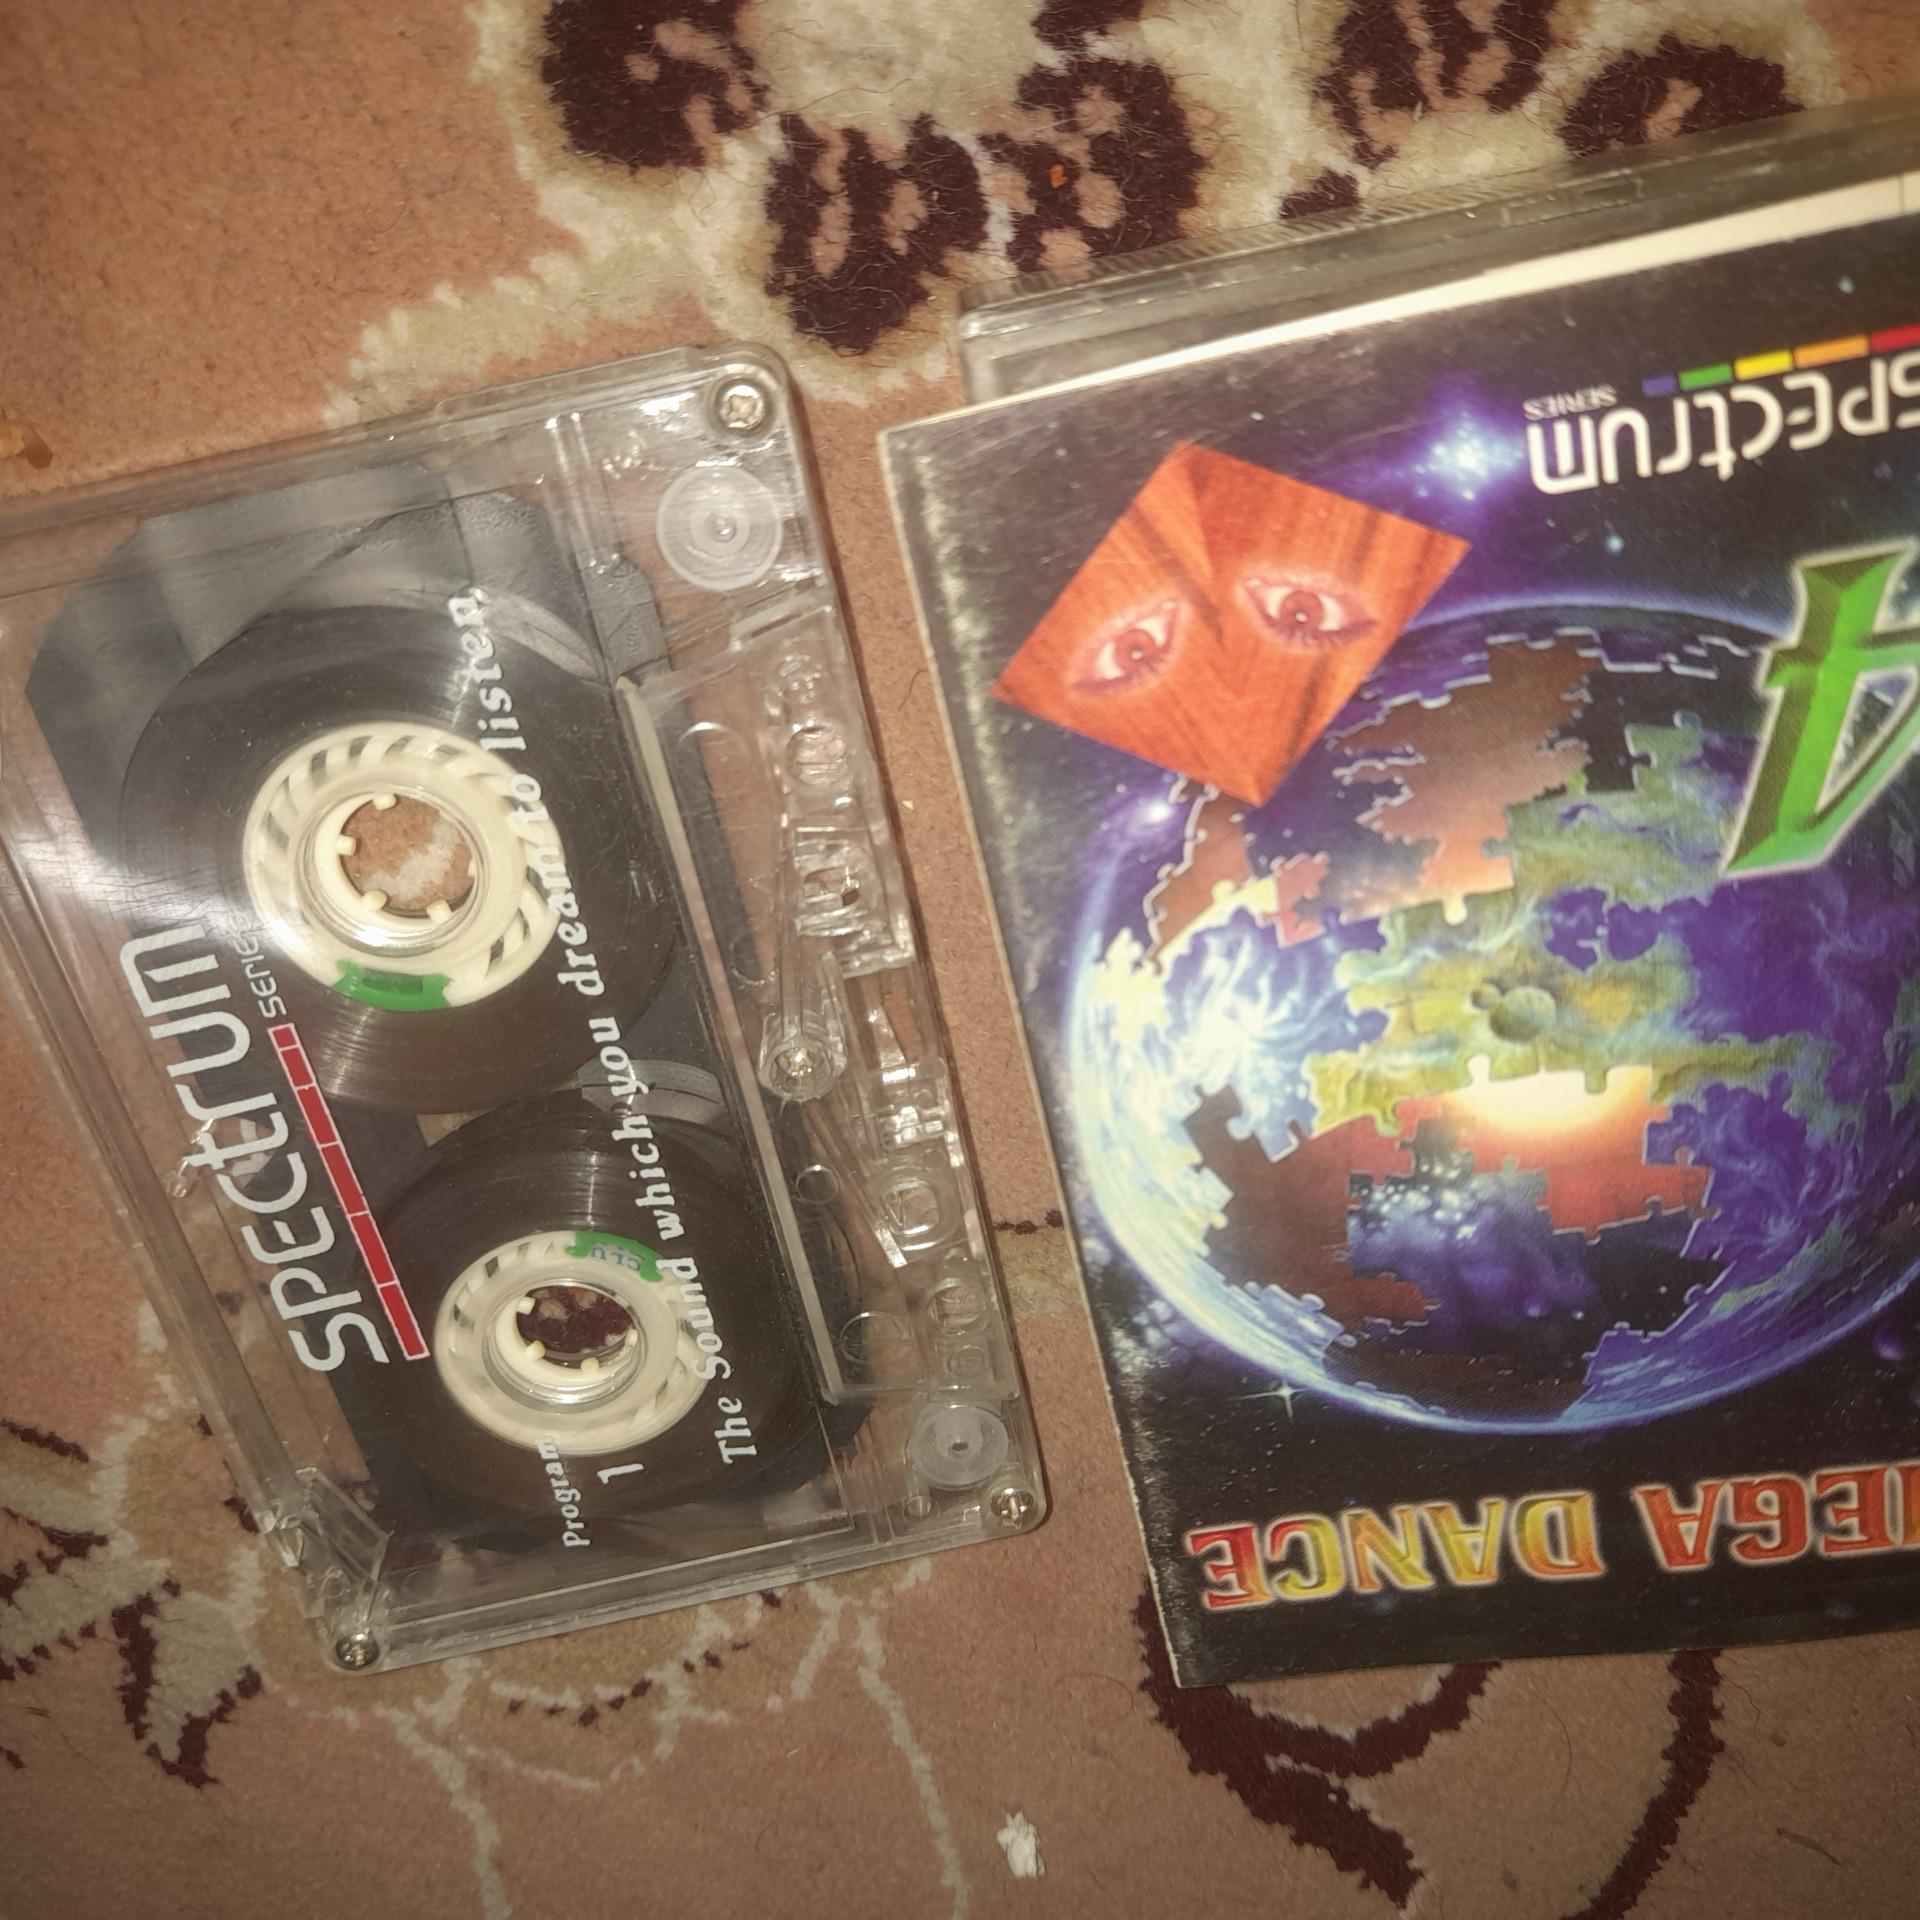 SPECTRUM
SERIES
Program
1
The Sound which you dream to listen,
SPECTRUM
SERIES
4
MEGA DANCE